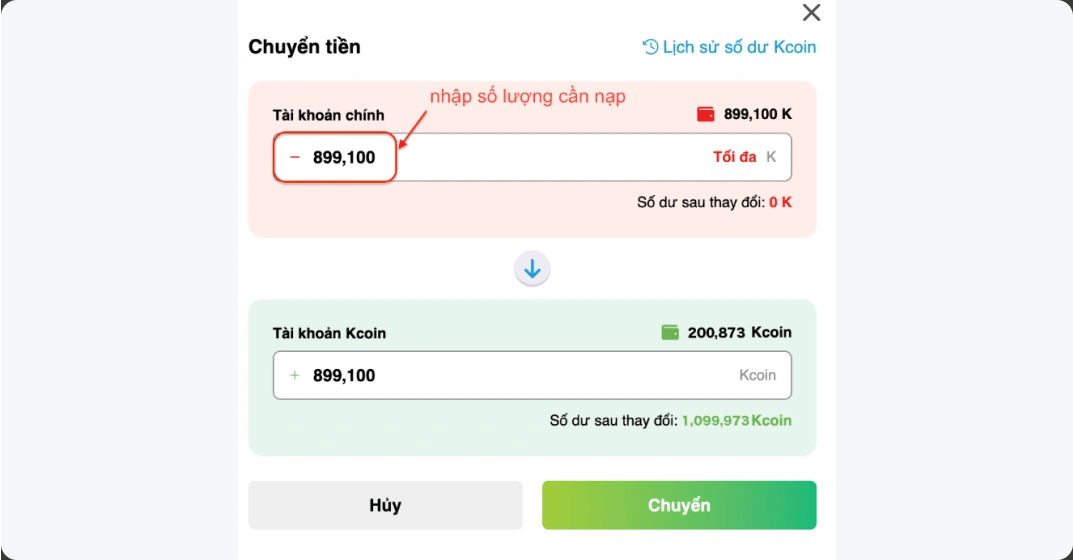 Chuyển tiền
Lịch sử số dư Kcoin
nhập số lượng cần nạp
Tài khoản chính
899,100 K
− 899,100
Tối đa K
Số dư sau thay đổi: 0 K
Tài khoản Kcoin
200,873 Kcoin
+ 899,100
Kcoin
Số dư sau thay đổi: 1,099,973 Kcoin
Hủy
Chuyển